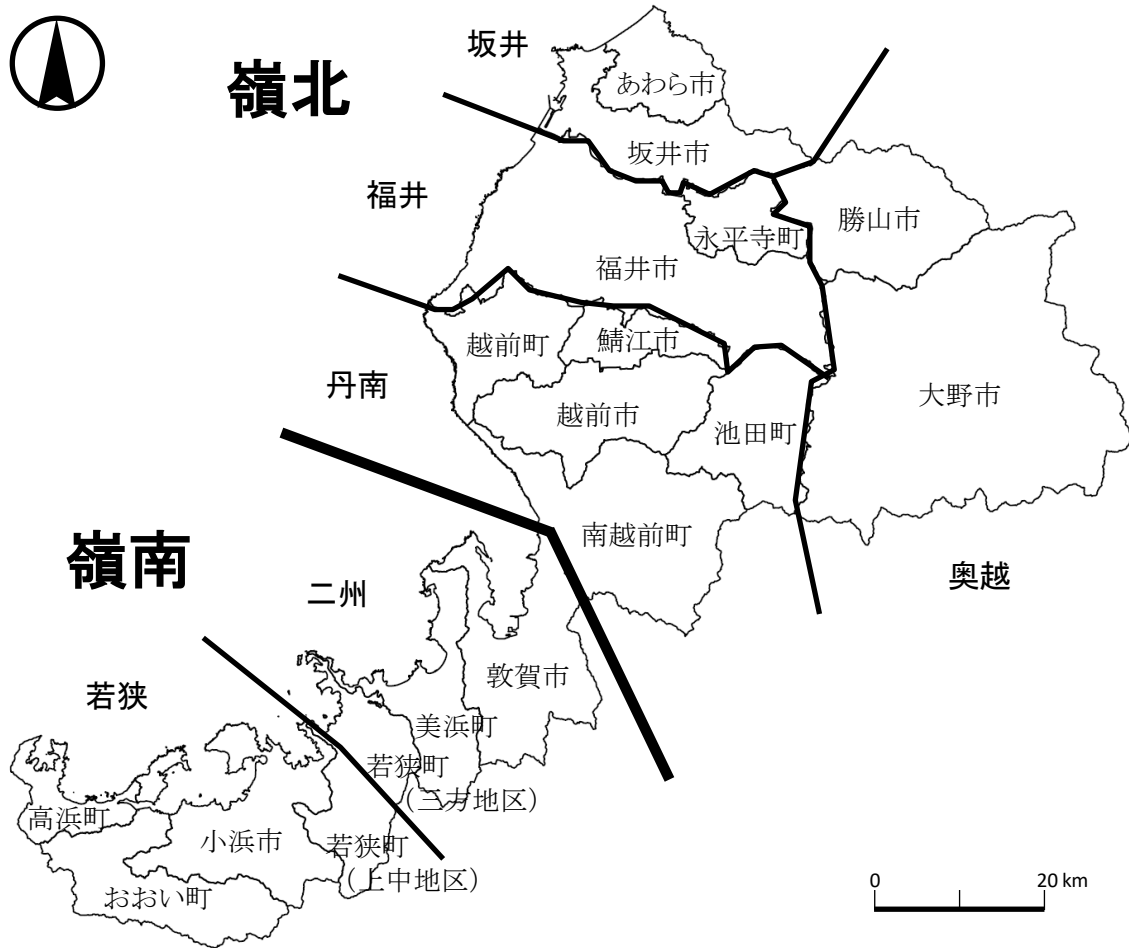 坂井
嶺北
あわら市
坂井市
福井
永平寺町
勝山市
福井市
越前町
鯖江市
丹南
越前市
池田町
大野市
南越前町
嶺南
二州
奥越
敦賀市
若狭
美浜町
若狭町
（三方地区）
高浜町
小浜市
若狭町
（上中地区）
おおい町
0 20 km